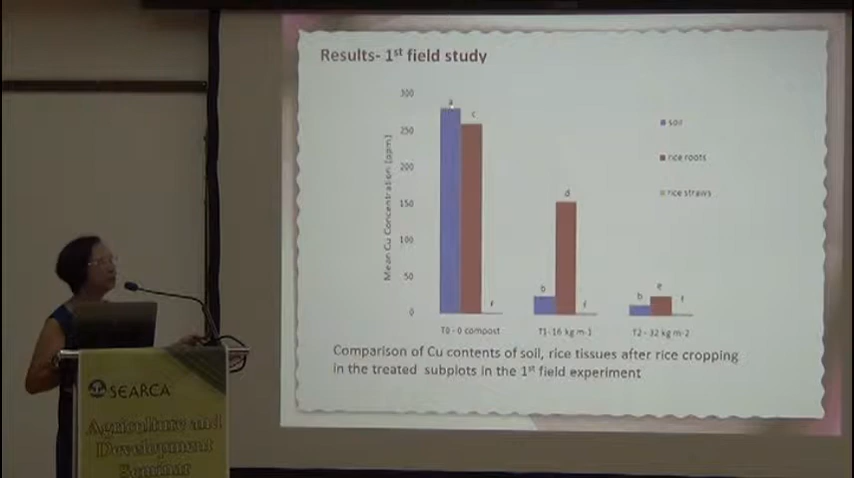 Results- 1st field study
Mean Cu Concentration (ppm)
300
250
200
150
100
50
0
a
c
f
b
d
f
b
e
f
T0 - 0 compost
T1- 16 kg m-1
T2 - 32 kg m-2
soil
rice roots
rice straws
Comparison of Cu contents of soil, rice tissues after rice cropping
in the treated subplots in the 1st field experiment
SEARCA
Agriculture and
Development
Seminar